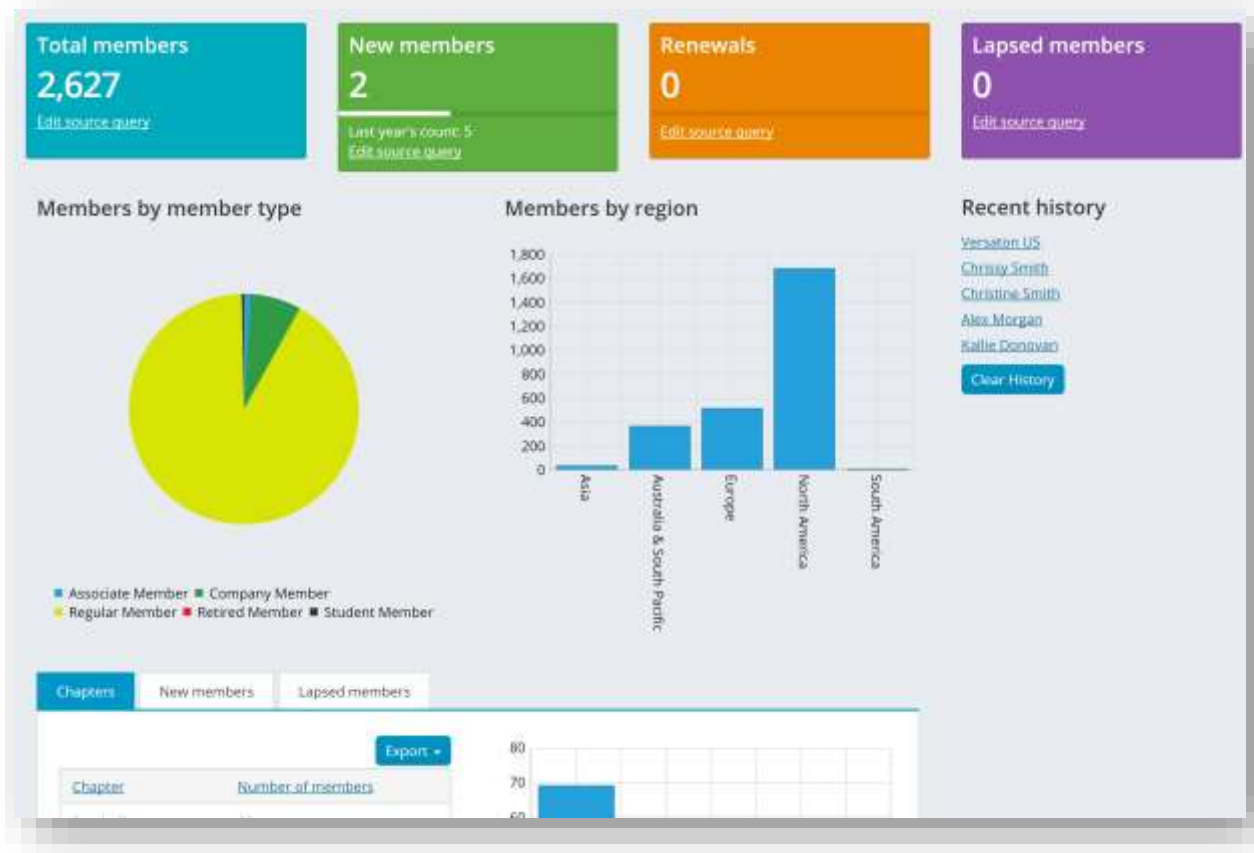 Total members
2,627
Edit source query
New members
2
Last year's count: 5
Edit source query
Renewals
0
Edit source query
Lapsed members
0
Edit source query
Members by member type
Associate Member Company Member
Regular Member Retired Member Student Member
Members by region
1,800
1,600
1,400
1,200
1,000
800
600
400
200
0
Asia
Australia & South Pacific
Europe
North America
South America
Recent history
Versaton US
Chrissy Smith
Christine Smith
Alex Morgan
Kallie Donovan
Clear History
Chapters New members Lapsed members
Export
Chapter Number of members
80
70
60